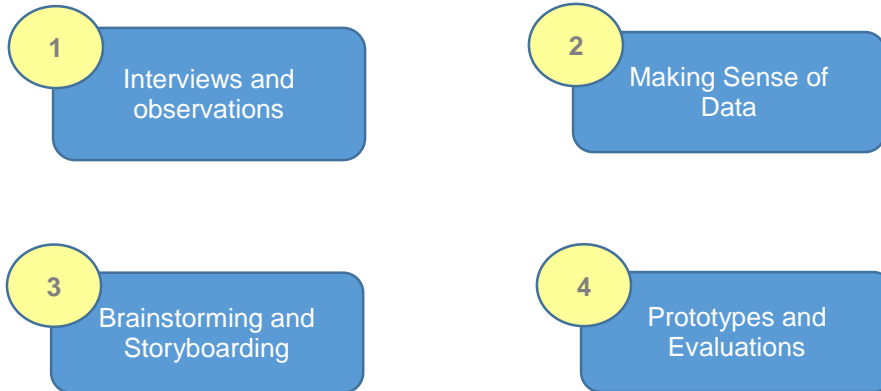 1
Interviews and
observations
2
Making Sense of
Data
3
Brainstorming and
Storyboarding
4
Prototypes and
Evaluations